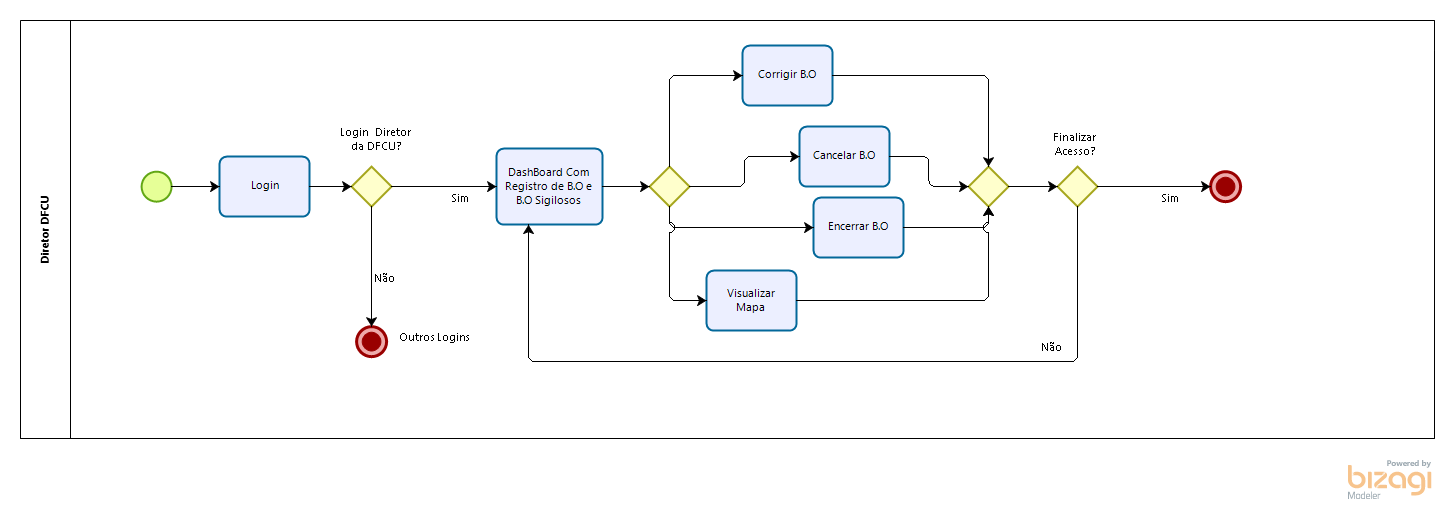 Diretor DFCU
Login
Login Diretor
da DFCU?
Sim
Não
Outros Logins
DashBoard Com
Registro de B.O e
B.O Sigilosos
Corrigir B.O
Cancelar B.O
Encerrar B.O
Visualizar
Mapa
Finalizar
Acesso?
Sim
Não
Powered by
bizagi
Modeler